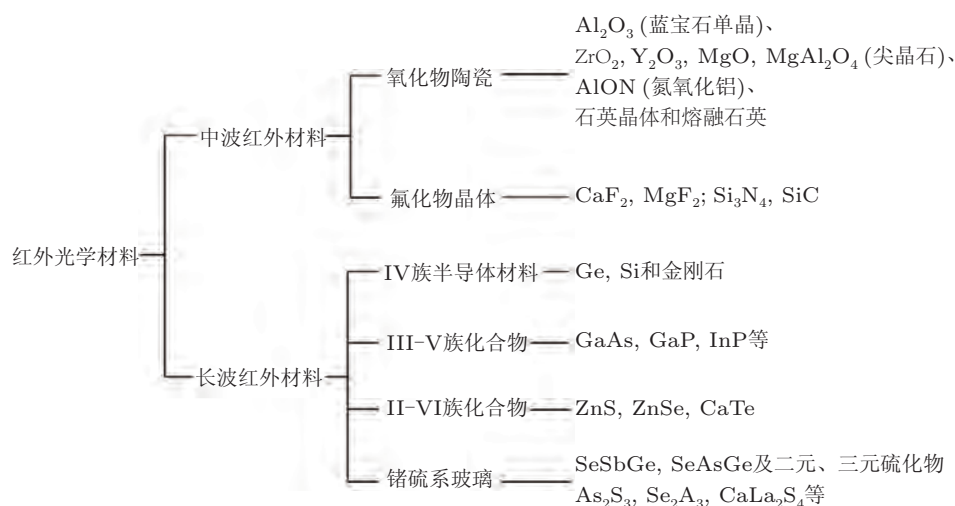 红外光学材料
中波红外材料
氧化物陶瓷
Al₂O₃ (蓝宝石单晶)、
ZrO₂, Y₂O₃, MgO, MgAl₂O₄ (尖晶石)、
AlON (氮氧化铝)、
石英晶体和熔融石英
氟化物晶体
CaF₂, MgF₂; Si₃N₄, SiC
长波红外材料
IV族半导体材料
Ge, Si和金刚石
III-V族化合物
GaAs, GaP, InP等
II-VI族化合物
ZnS, ZnSe, CaTe
锗硫系玻璃
SeSbGe, SeAsGe及二元、三元硫化物
As₂S₃, Se₂A₃, CaLa₂S₄等